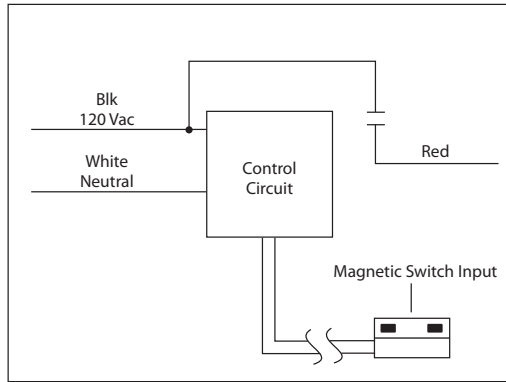 Blk
120 Vac
White
Neutral
Control
Circuit
Red
Magnetic Switch Input